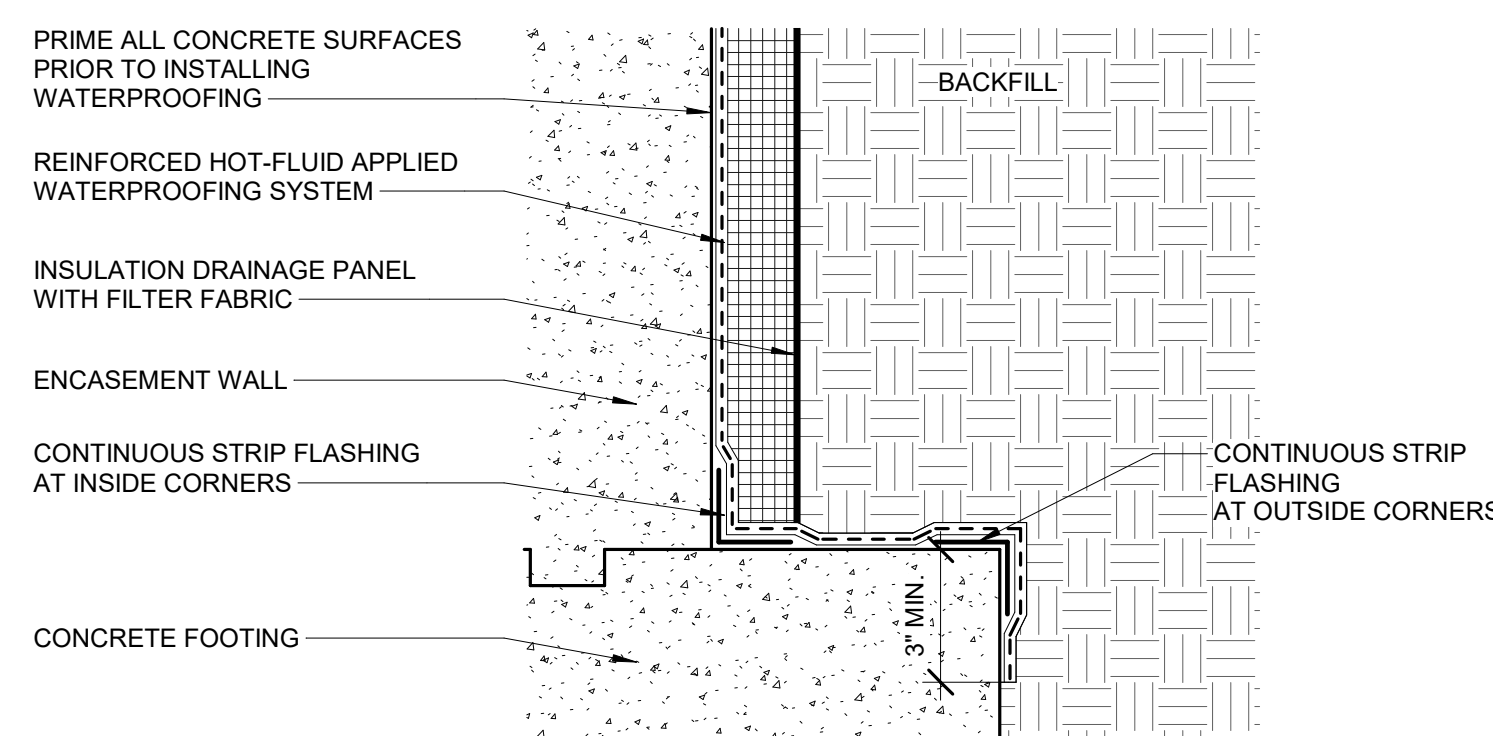 PRIME ALL CONCRETE SURFACES
PRIOR TO INSTALLING
WATERPROOFING
REINFORCED HOT-FLUID APPLIED
WATERPROOFING SYSTEM
INSULATION DRAINAGE PANEL
WITH FILTER FABRIC
ENCASEMENT WALL
CONTINUOUS STRIP FLASHING
AT INSIDE CORNERS
CONCRETE FOOTING
BACKFILL
CONTINUOUS STRIP
FLASHING
AT OUTSIDE CORNERS
3" MIN.